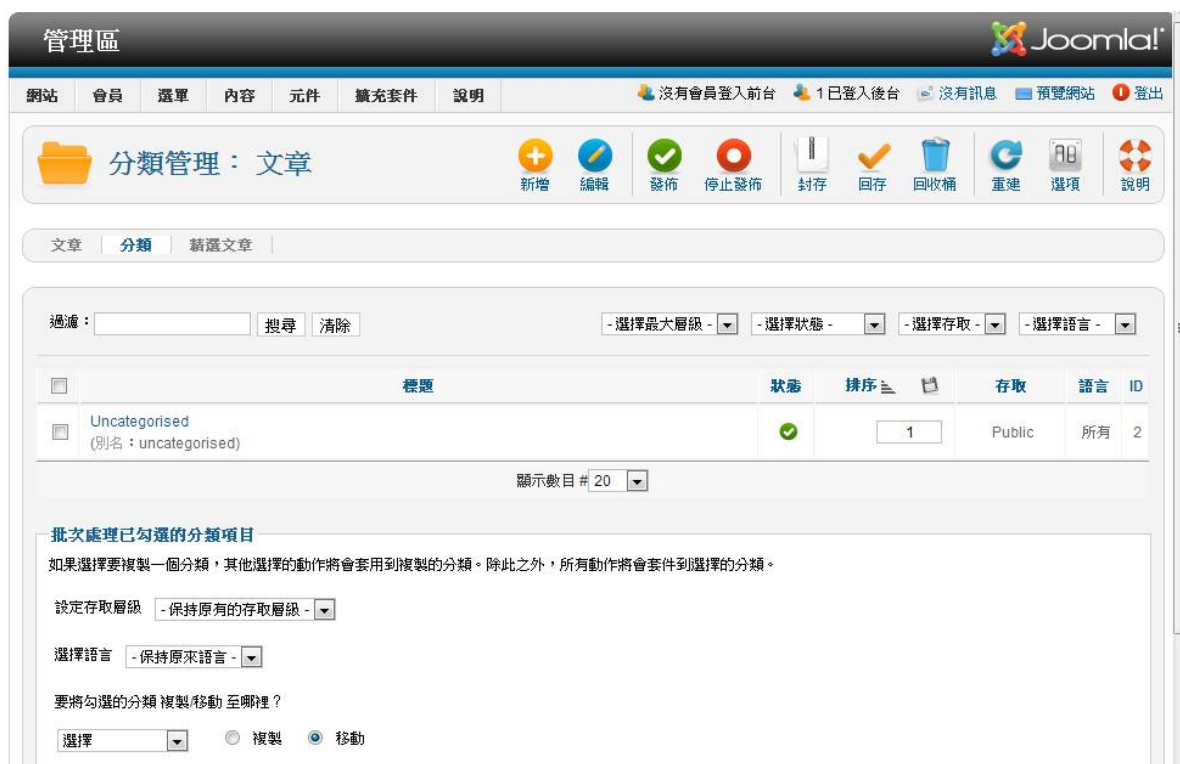 管理區 Joomla!
網站 會員 選單 內容 元件 擴充套件 說明 沒有會員登入前台 1 已登入後台 沒有訊息 預覽網站 登出
分類管理： 文章 新增 編輯 發佈 停止發佈 封存 回存 回收桶 重建 選項 說明
文章 分類 精選文章
過濾： 搜尋 清除 - 選擇最大層級 - - 選擇狀態 - - 選擇存取 - - 選擇語言 -
標題 狀態 排序 存取 語言 ID
Uncategorised
(別名：uncategorised) 1 Public 所有 2
顯示數目 # 20
批次處理已勾選的分類項目
如果選擇要複製一個分類，其他選擇的動作將會套用到複製的分類。除此之外，所有動作將會套件到選擇的分類。
設定存取層級 - 保持原有的存取層級 -
選擇語言 - 保持原來語言 -
要將勾選的分類 複製/移動 至哪裡？
選擇 複製 移動